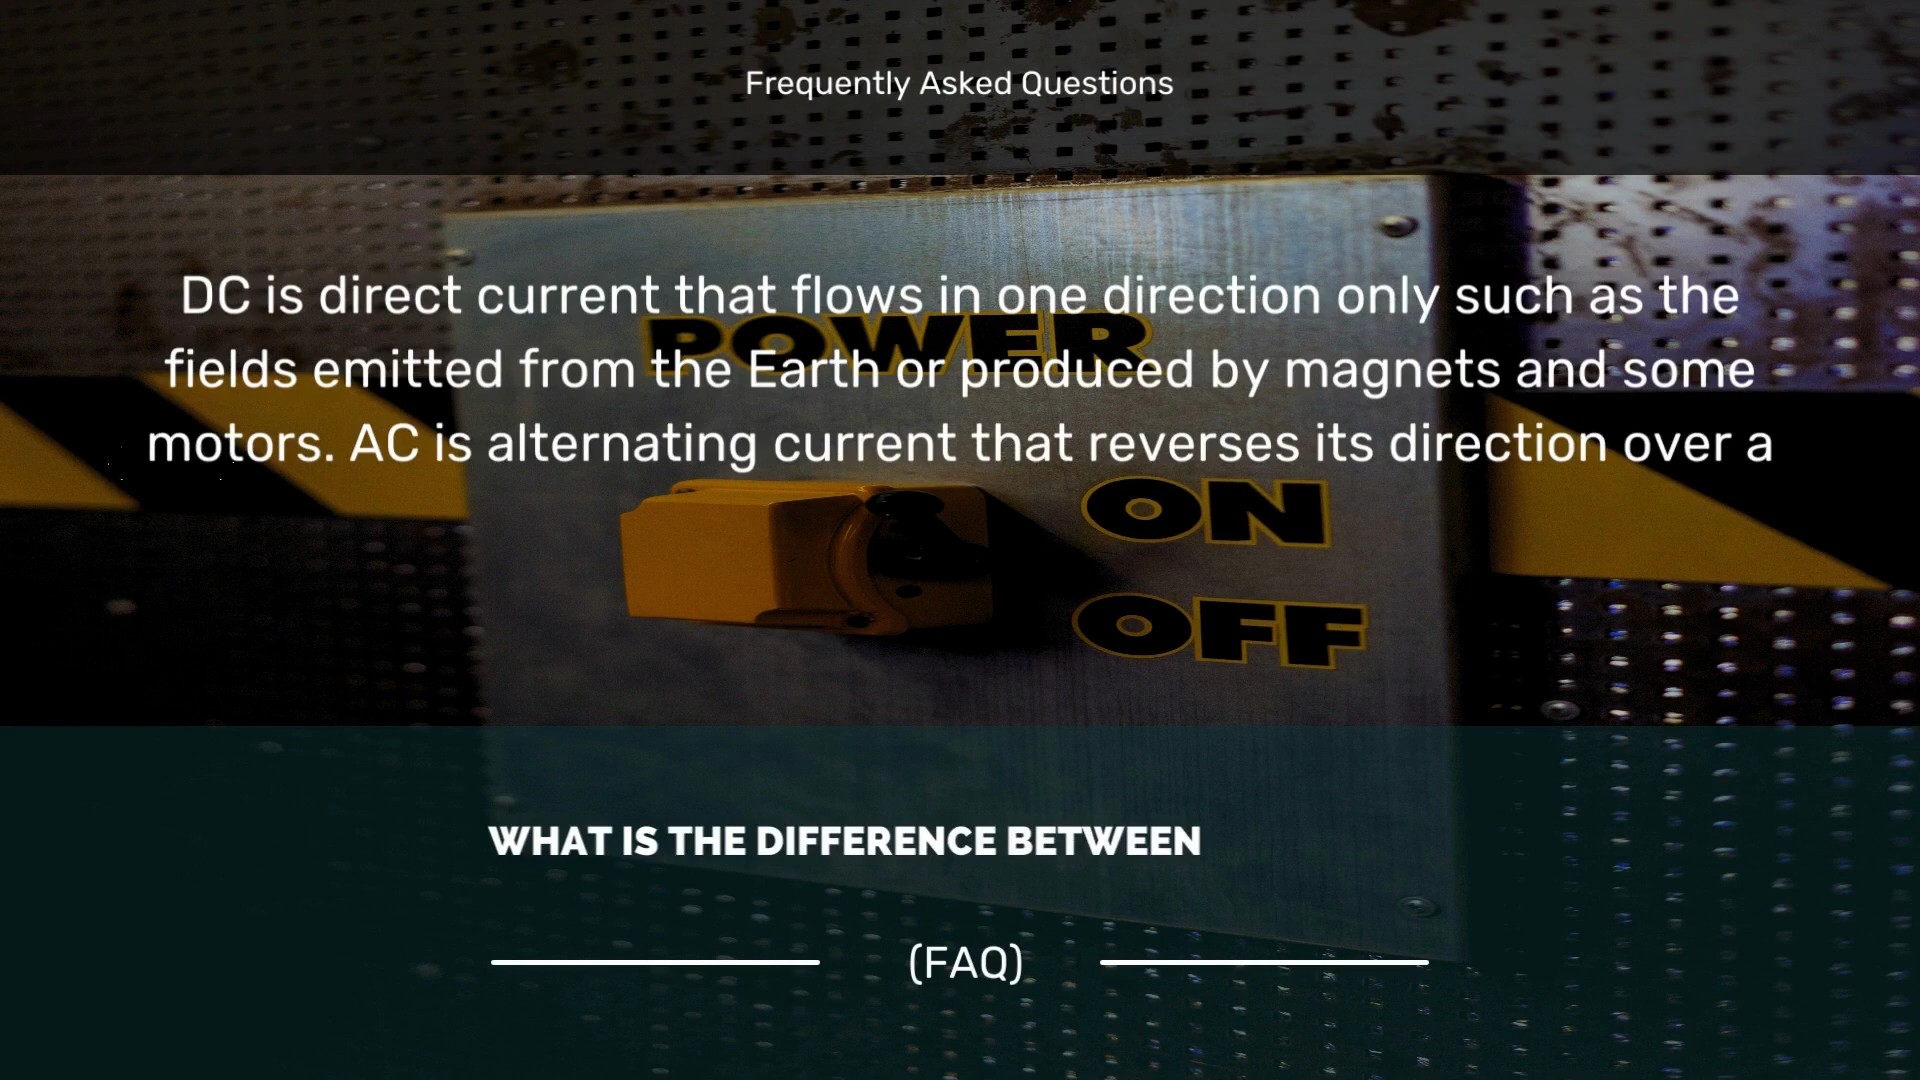 Frequently Asked Questions
DC is direct current that flows in one direction only such as the
fields emitted from the Earth or produced by magnets and some
motors. AC is alternating current that reverses its direction over a
POWER
ON
OFF
WHAT IS THE DIFFERENCE BETWEEN
(FAQ)